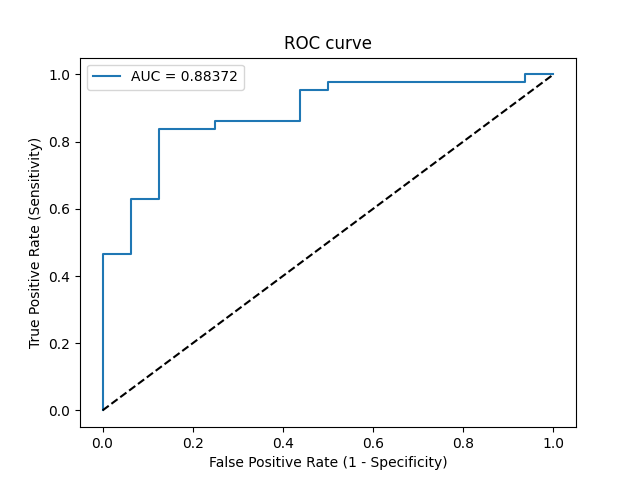 ROC curve
AUC = 0.88372
True Positive Rate (Sensitivity)
1.0
0.8
0.6
0.4
0.2
0.0
0.0 0.2 0.4 0.6 0.8 1.0
False Positive Rate (1 - Specificity)